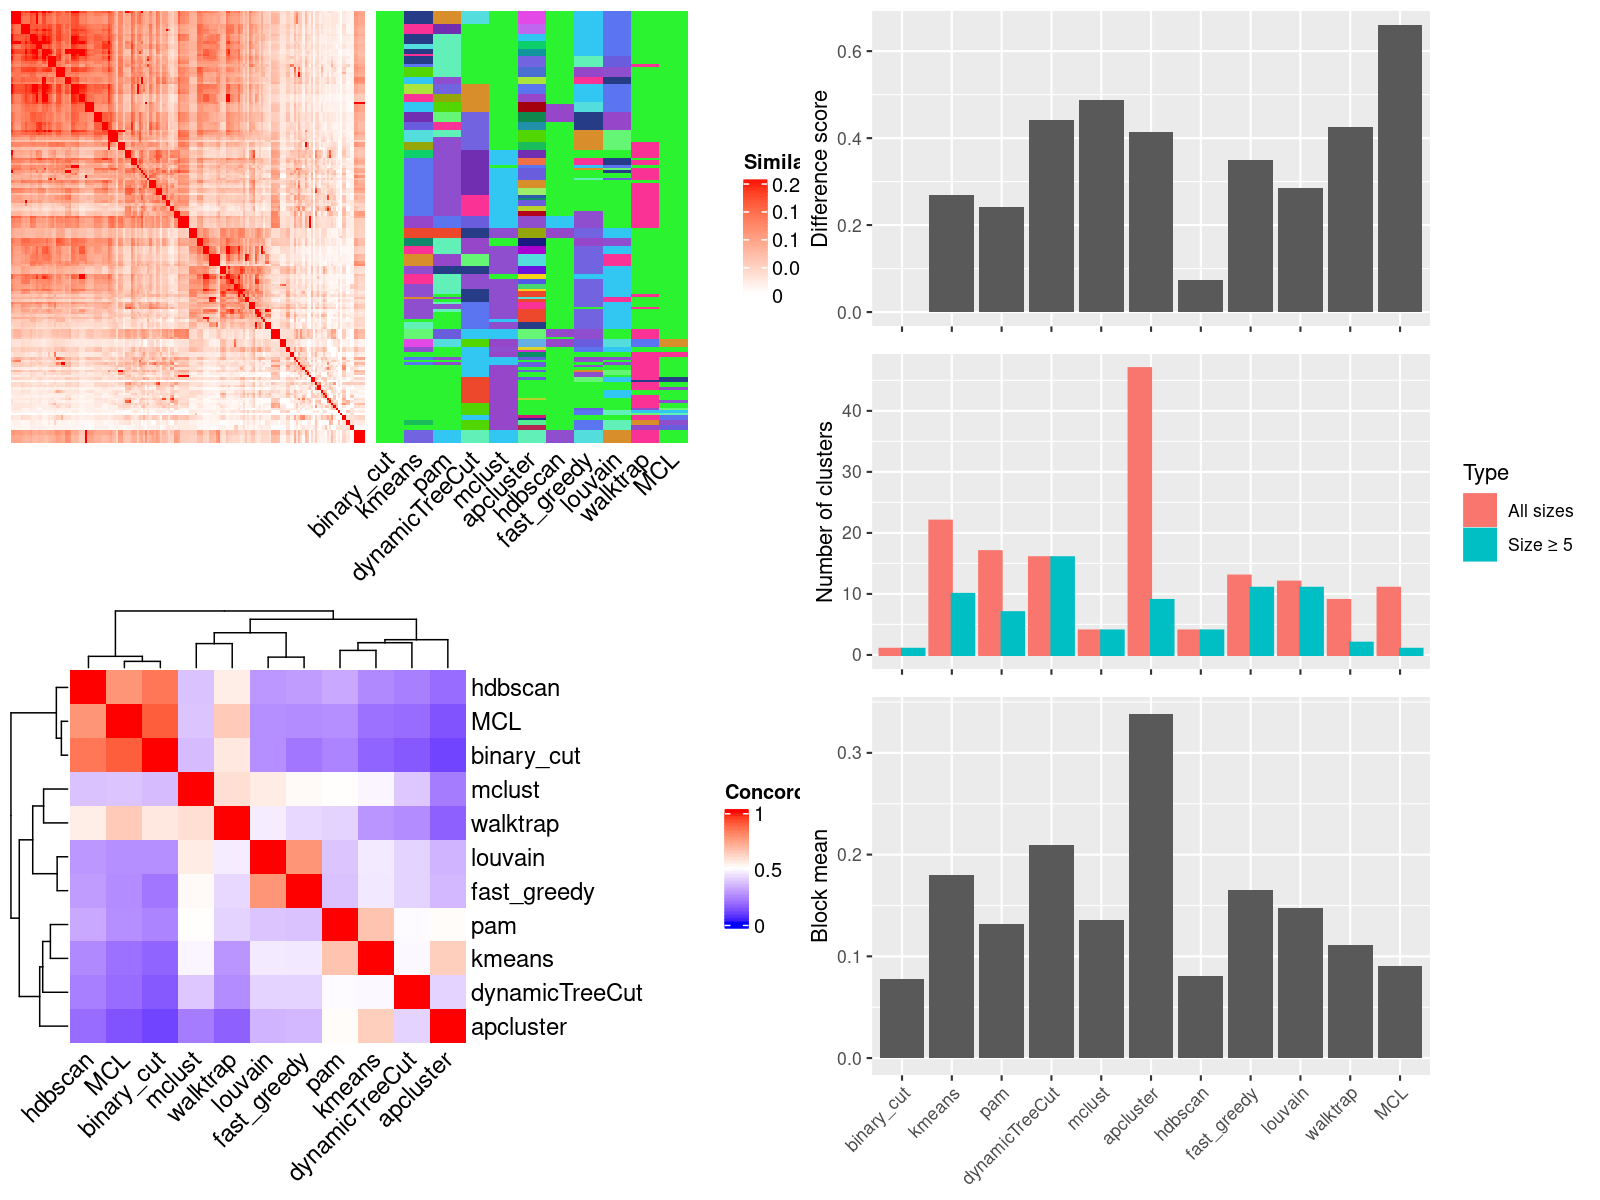 Simila
0.2
0.1
0.1
0.0
0
binary_cut
kmeans
pam
dynamicTreeCut
mclust
apcluster
hdbscan
fast_greedy
louvain
walktrap
MCL
hdbscan
MCL
binary_cut
mclust
walktrap
louvain
fast_greedy
pam
kmeans
dynamicTreeCut
apcluster
hdbscan
MCL
binary_cut
mclust
walktrap
louvain
fast_greedy
pam
kmeans
dynamicTreeCut
apcluster
Concord
1
0.5
0
Difference score
0.6
0.4
0.2
0.0
Number of clusters
40
30
20
10
0
Type
All sizes
Size ≥ 5
Block mean
0.3
0.2
0.1
0.0
binary_cut
kmeans
pam
dynamicTreeCut
mclust
apcluster
hdbscan
fast_greedy
louvain
walktrap
MCL